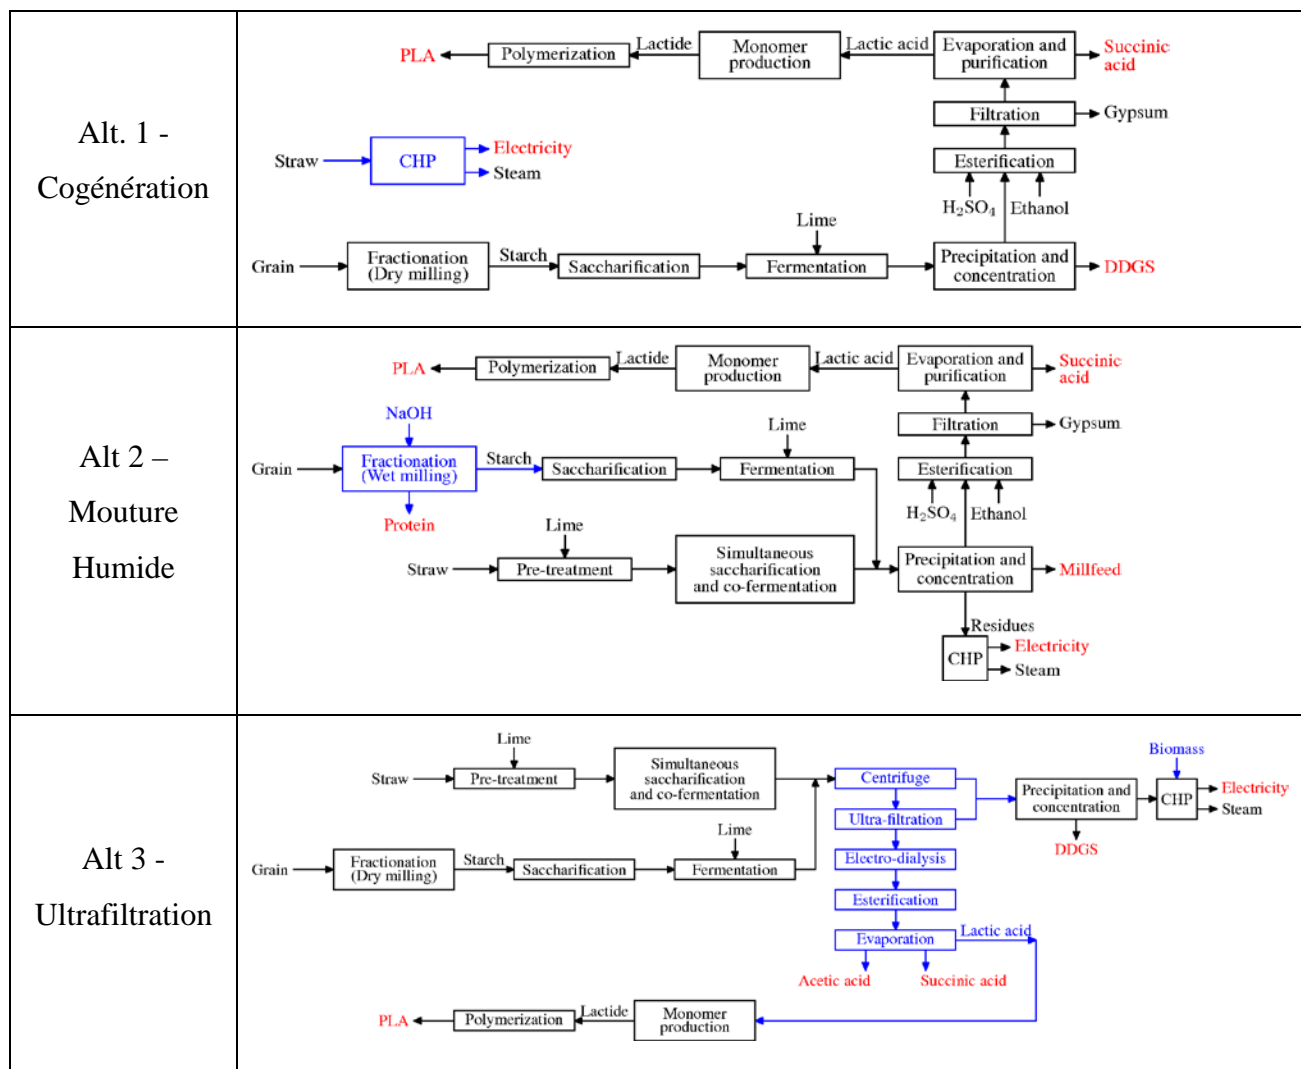 Alt. 1 -
Cogénération
PLA
Polymerization
Lactide
Monomer
production
Lactic acid
Evaporation and
purification
Succinic
acid
Filtration
Gypsum
Straw
CHP
Electricity
Steam
Esterification
H₂SO₄
Ethanol
Lime
Grain
Fractionation
(Dry milling)
Starch
Saccharification
Fermentation
Precipitation and
concentration
DDGS
Alt 2 –
Mouture
Humide
PLA
Polymerization
Lactide
Monomer
production
Lactic acid
Evaporation and
purification
Succinic
acid
NaOH
Filtration
Gypsum
Lime
Grain
Fractionation
(Wet milling)
Starch
Saccharification
Fermentation
Esterification
H₂SO₄
Ethanol
Protein
Lime
Straw
Pre-treatment
Simultaneous
saccharification
and co-fermentation
Precipitation and
concentration
Millfeed
Residues
CHP
Electricity
Steam
Alt 3 -
Ultrafiltration
Lime
Straw
Pre-treatment
Simultaneous
saccharification
and co-fermentation
Centrifuge
Biomass
Precipitation and
concentration
CHP
Electricity
Steam
Ultra-filtration
Lime
DDGS
Grain
Fractionation
(Dry milling)
Starch
Saccharification
Fermentation
Electro-dialysis
Esterification
Evaporation
Lactic acid
Acetic acid
Succinic acid
PLA
Polymerization
Lactide
Monomer
production